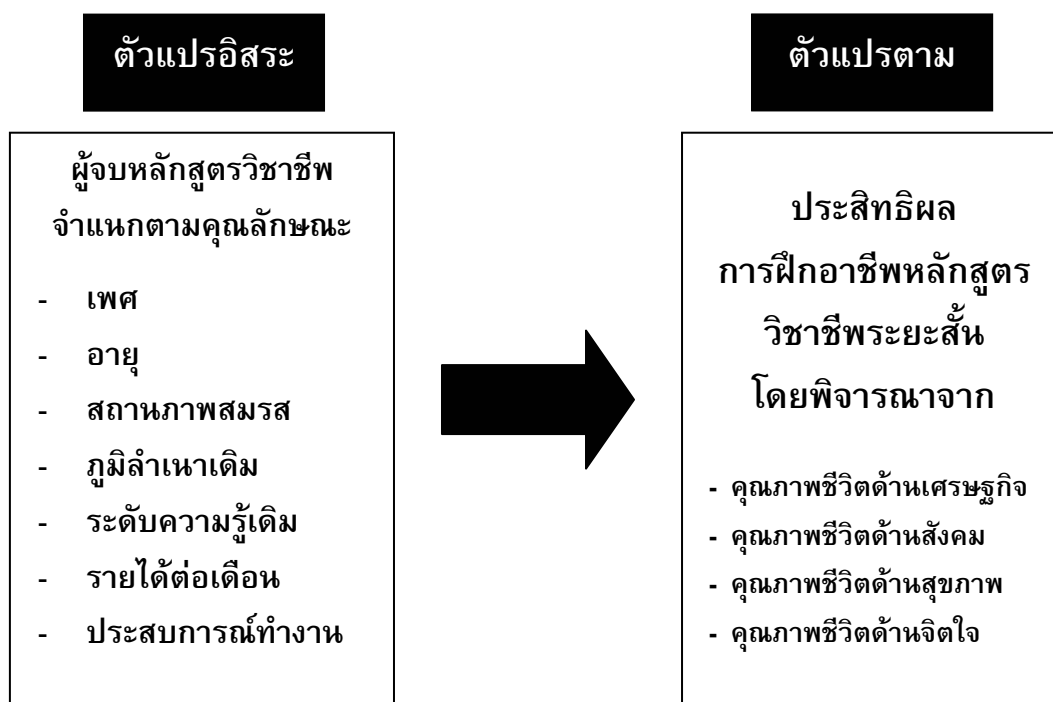 ตัวแปรอิสระ
ผู้จบหลักสูตรวิชาชีพ
จำแนกตามคุณลักษณะ
- เพศ
- อายุ
- สถานภาพสมรส
- ภูมิลำเนาเดิม
- ระดับความรู้เดิม
- รายได้ต่อเดือน
- ประสบการณ์ทำงาน
ตัวแปรตาม
ประสิทธิผล
การฝึกอาชีพหลักสูตร
วิชาชีพระยะสั้น
โดยพิจารณาจาก
- คุณภาพชีวิตด้านเศรษฐกิจ
- คุณภาพชีวิตด้านสังคม
- คุณภาพชีวิตด้านสุขภาพ
- คุณภาพชีวิตด้านจิตใจ